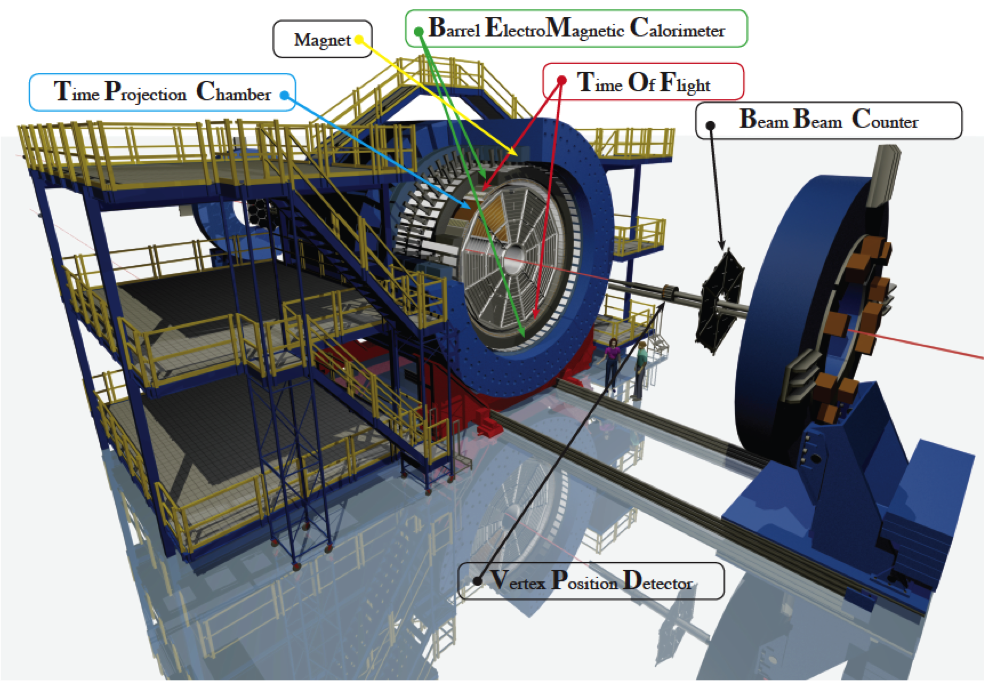 Barrel ElectroMagnetic Calorimeter
Magnet
Time Of Flight
Time Projection Chamber
Beam Beam Counter
Vertex Position Detector